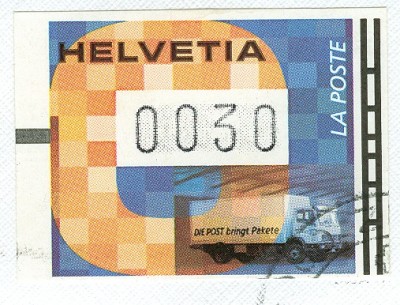 HELVETIA
0030
LA POSTE
DIE POST bringt Pakete